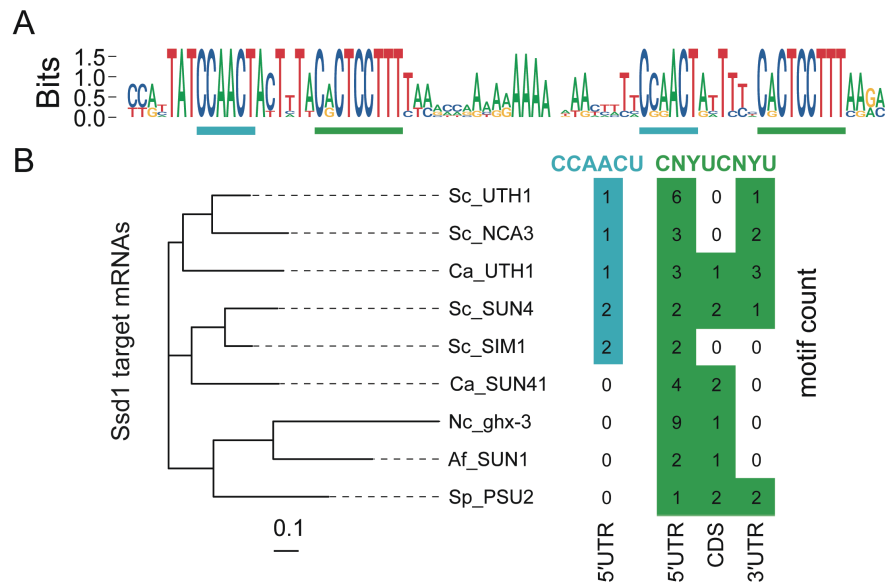 A
Bits
1.5
1.0
0.5
0.0
B
CCAACU CNYUCNYU
Ssd1 target mRNAs
Sc_UTH1 1 6 0 1
Sc_NCA3 1 3 0 2
Ca_UTH1 1 3 1 3
Sc_SUN4 2 2 2 1
Sc_SIM1 2 2 0 0
Ca_SUN41 0 4 2 0
Nc_ghx-3 0 9 1 0
Af_SUN1 0 2 1 0
Sp_PSU2 0 1 2 2
motif count
0.1
5'UTR 5'UTR CDS 3'UTR